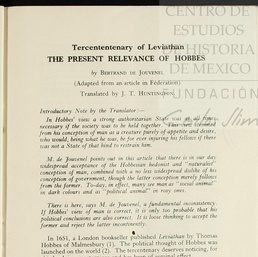 CENTRO DE
ESTUDIOS
DE HISTORIA
DE MEXICO
FUNDACIÓN
Tercentenary of Leviathan
THE PRESENT RELEVANCE OF HOBBES
by BERTRAND DE JOUVENEL
(Adapted from an article in Federation)
Translated by J. T. HUNTINGDON
Introductory Note by the Translator—
In Hobbes' view a strong authoritarian State was at all times
necessary if the society was to be held together. This view stemmed
from his conception of man as a creature purely of appetite and desire,
who would, being what he was, be for ever injuring his fellows if there
was not a State of that kind to restrain him.
M. de Jouvenel points out in this article that there is in our day
widespread acceptance of the Hobbesian hedonist and "naturalist"
conception of man, combined with a no less widespread dislike of his
conception of government, though the latter conception merely follows
from the former. To-day, in effect, many see man as "social animal"
in dark colours and as "political animal" in rosy ones.
There is here, says M. de Jouvenel, a fundamental inconsistency.
If Hobbes' view of man is correct, it is only too probable that his
political conclusions are also correct. It is loose thinking to accept the
former and reject the latter incontinently.
In 1651, a London bookseller published Leviathan by Thomas
Hobbes of Malmesbury (1). The political thought of Hobbes was
launched on the world (2). The tercentenary deserves noticing, for